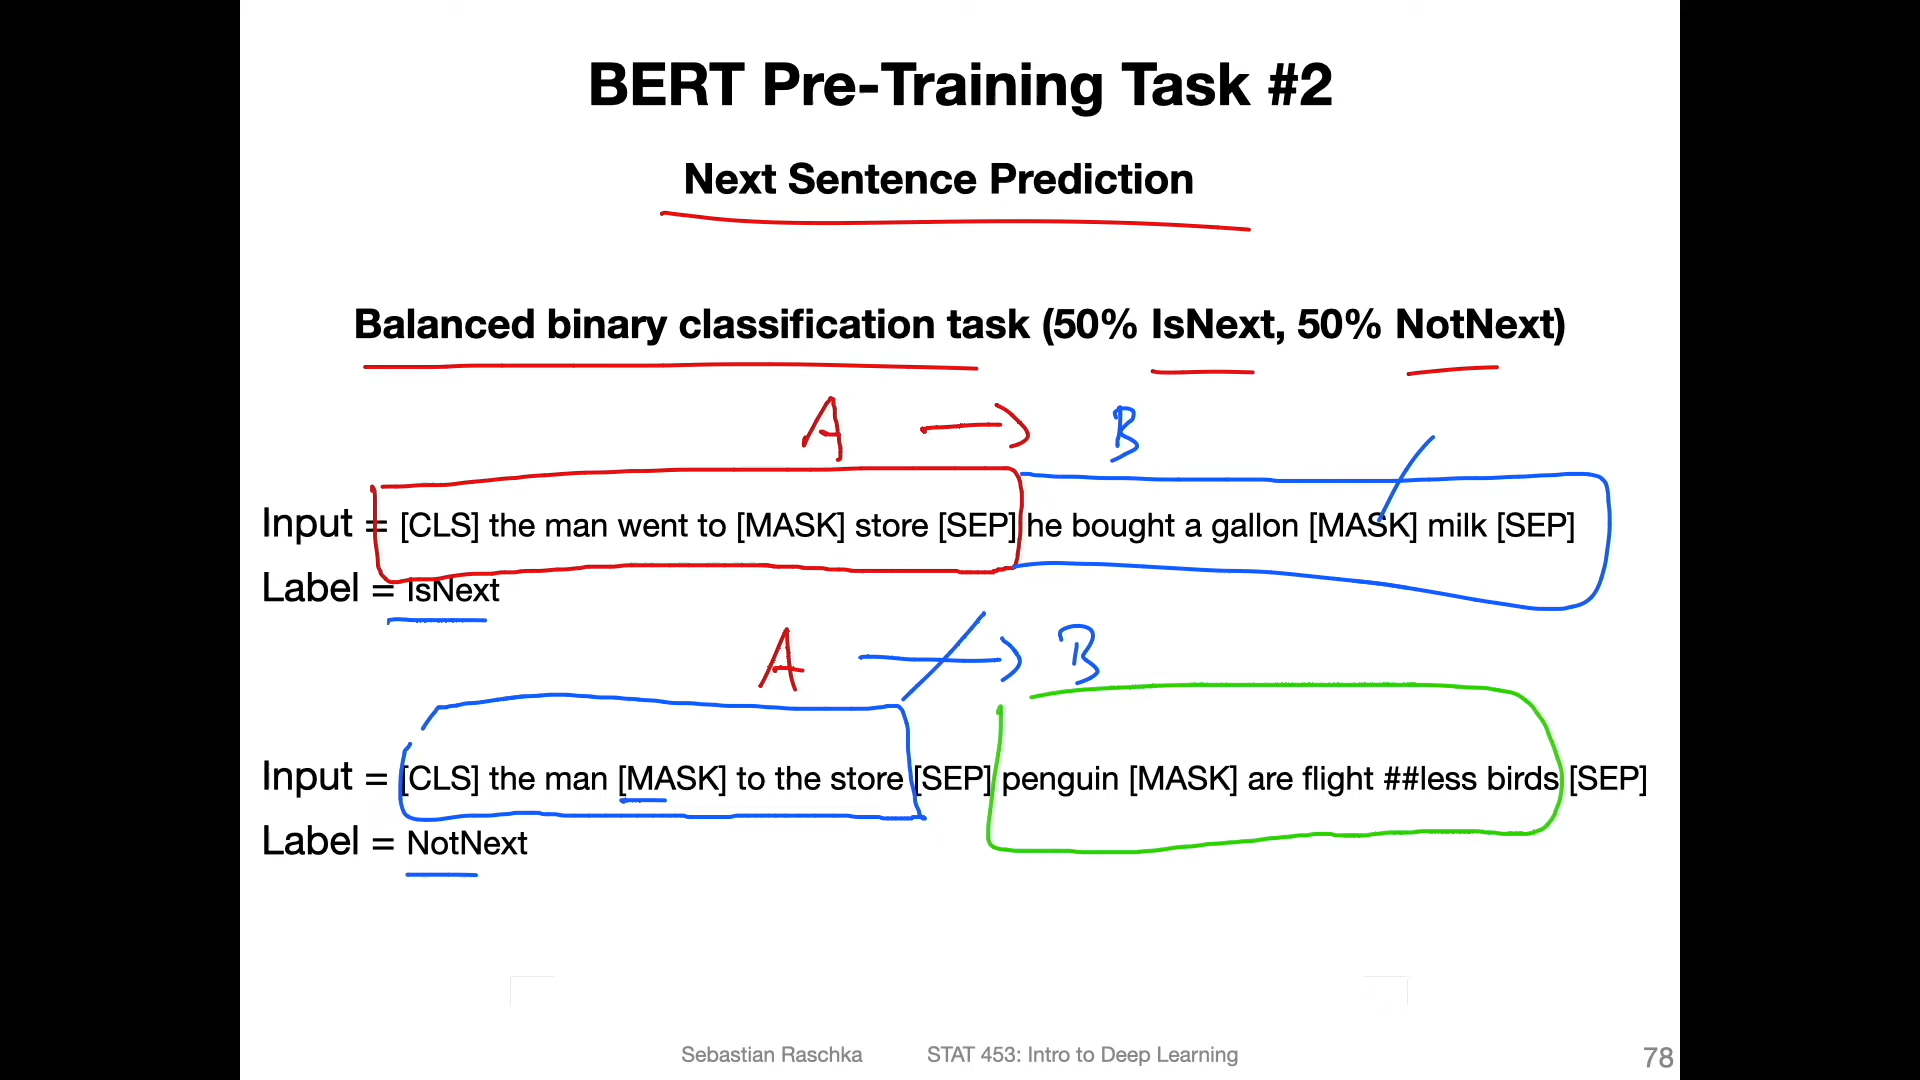 BERT Pre-Training Task #2
Next Sentence Prediction
Balanced binary classification task (50% IsNext, 50% NotNext)
A → B
Input = [CLS] the man went to [MASK] store [SEP] he bought a gallon [MASK] milk [SEP]
Label = IsNext
A → B
Input = [CLS] the man [MASK] to the store [SEP] penguin [MASK] are flight ##less birds [SEP]
Label = NotNext
Sebastian Raschka STAT 453: Intro to Deep Learning 78